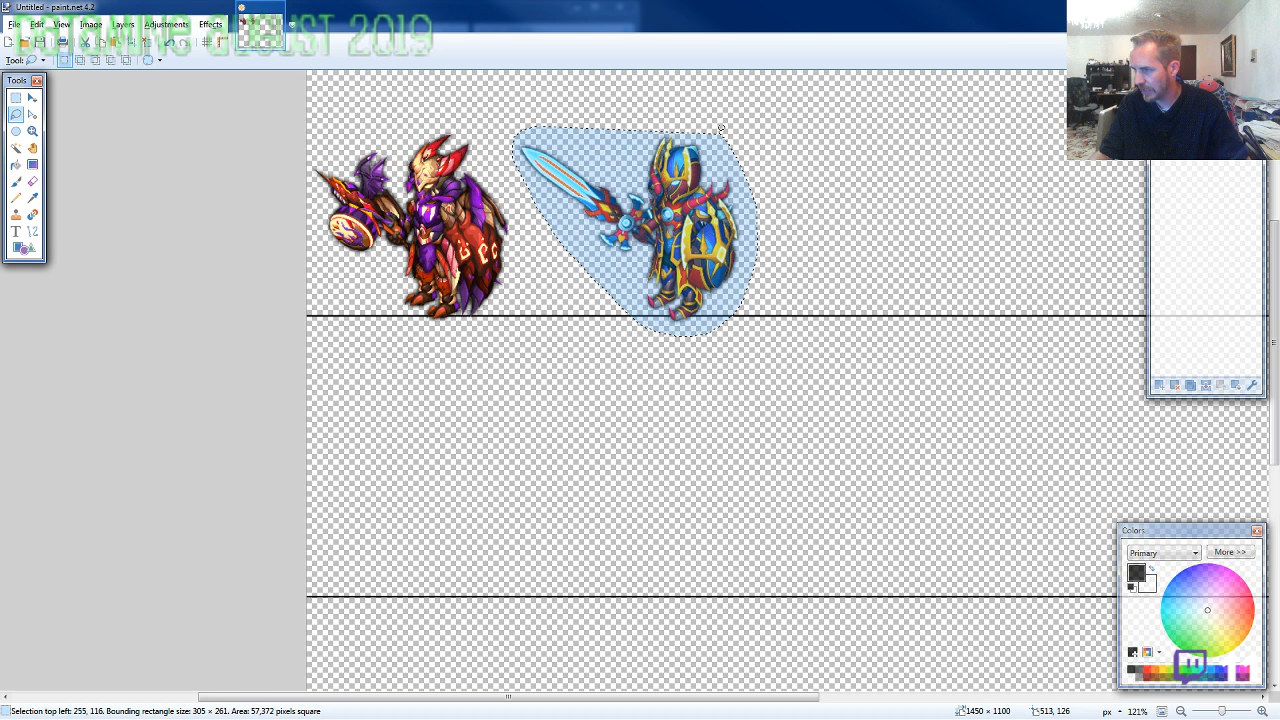 Untitled - paint.net 4.2
File Edit View Image Layers Adjustments Effects
AUGUST 2019
Tool:
Tools
Colors
Primary
More >>
Selection top left: 255, 116. Bounding rectangle size: 305 × 261. Area: 57,372 pixels square
1450 × 1100
513, 126
px
121%